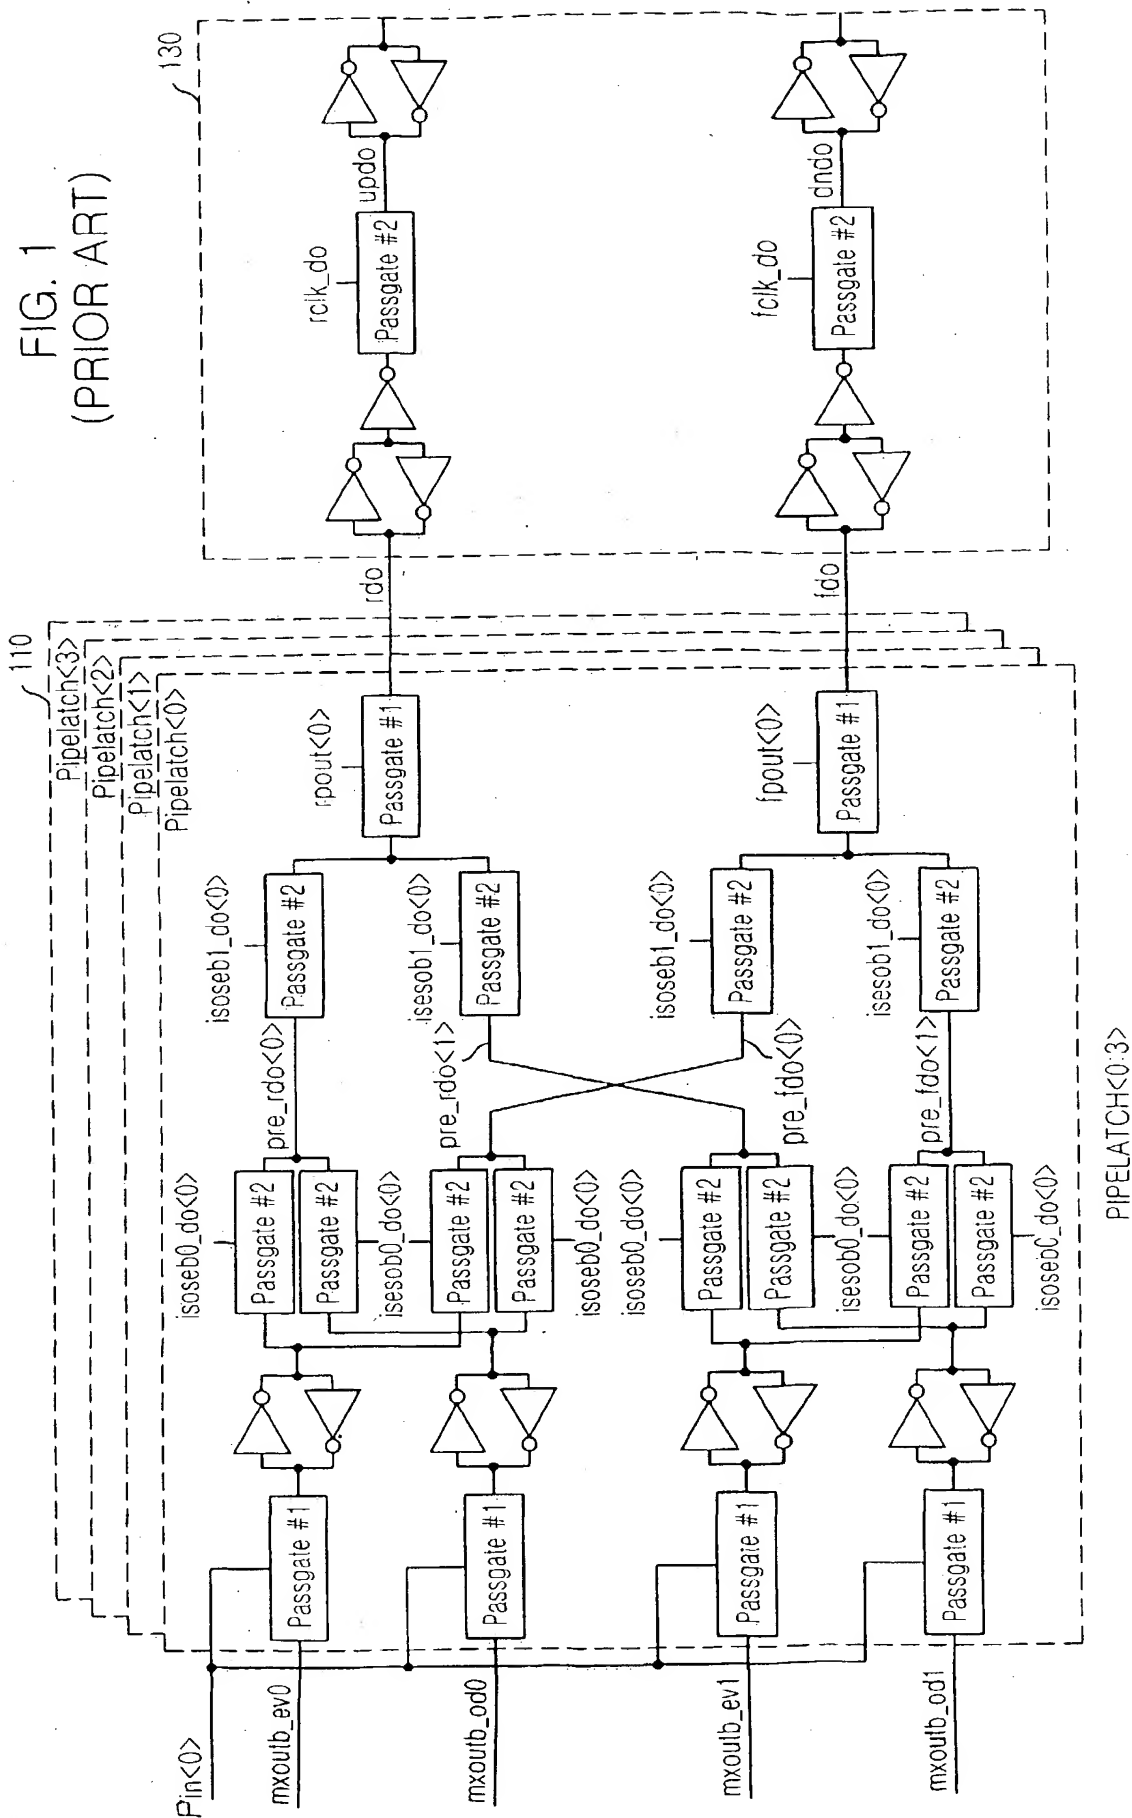 FIG. 1
(PRIOR ART)
110
130
Pipelatch<3>
Pipelatch<2>
Pipelatch<1>
Pipelatch<0>
Pin<0>
mxoutb_ev0
Passgate #1
isoseb0_do<0>
Passgate #2
Passgate #2
isesob0_do<0>
pre_rdo<0>
isoseb1_do<0>
Passgate #2
mxoutb_od0
Passgate #1
Passgate #2
Passgate #2
isoseb0_do<0>
pre_rdo<1>
isesob1_do<0>
Passgate #2
rpout<0>
Passgate #1
rdo
rclk_do
Passgate #2
updo
mxoutb_ev1
Passgate #1
isoseb0_do<0>
Passgate #2
Passgate #2
isesob0_do<0>
pre_fdo<0>
isoseb1_do<0>
Passgate #2
mxoutb_od1
Passgate #1
Passgate #2
Passgate #2
isosebC_do<0>
pre_fdo<1>
isesob1_do<0>
Passgate #2
fpout<0>
Passgate #1
fdo
fclk_do
Passgate #2
dndo
PIPELATCH<0:3>